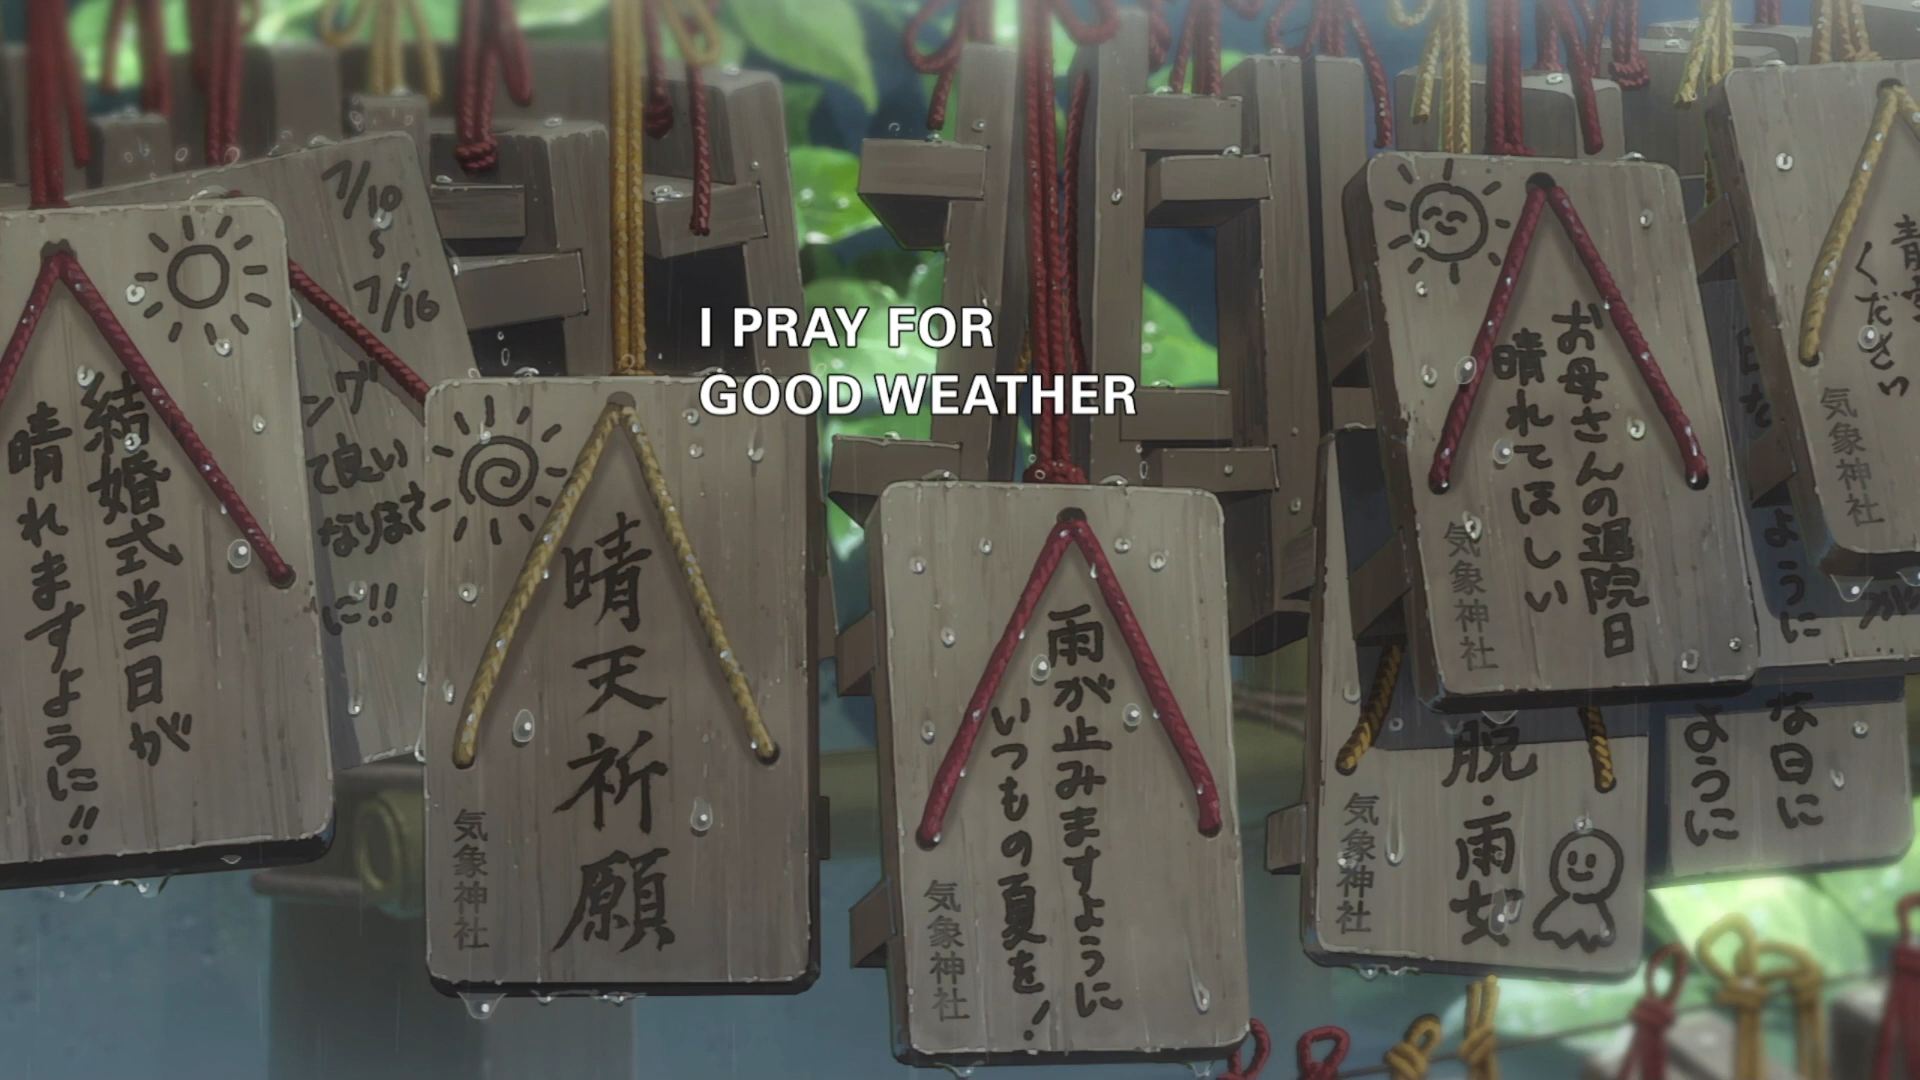 I PRAY FOR
GOOD WEATHER
結婚式当日が
晴れますように!!
7/10
〜
7/16
ング
て良い
なります
に!!
晴天祈願
気象神社
雨が止みますように
いつもの夏を!
気象神社
お母さんの退院日
晴れてほしい
気象神社
脱・雨女
気象神社
ください
気象神社
ように
な日に
ように